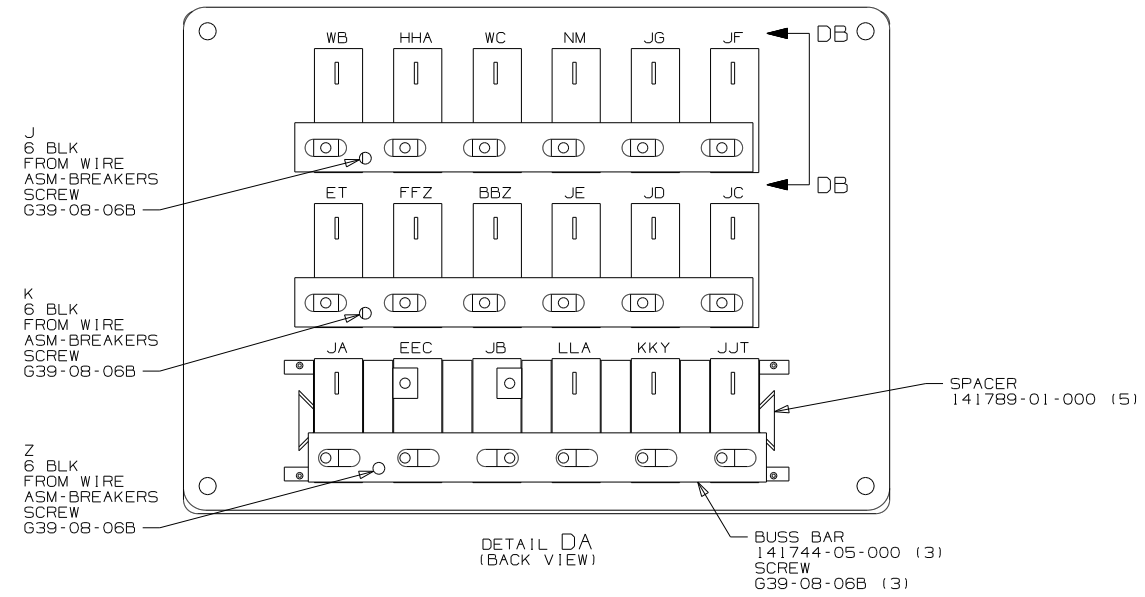 WB HHA WC NM JG JF
DB
J
6 BLK
FROM WIRE
ASM-BREAKERS
SCREW
G39-08-06B
DB
ET FFZ BBZ JE JD JC
K
6 BLK
FROM WIRE
ASM-BREAKERS
SCREW
G39-08-06B
JA EEC JB LLA KKY JJT
SPACER
141789-01-000 (5)
Z
6 BLK
FROM WIRE
ASM-BREAKERS
SCREW
G39-08-06B
DETAIL DA
(BACK VIEW)
BUSS BAR
141744-05-000 (3)
SCREW
G39-08-06B (3)